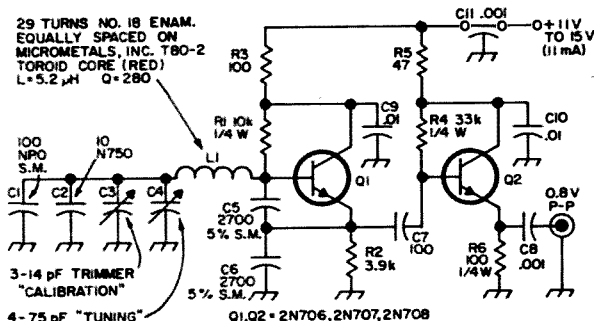 29 TURNS NO. 18 ENAM.
EQUALLY SPACED ON
MICROMETALS, INC. T80-2
TOROID CORE (RED)
L=5.2 μH Q=280
C11 .001
+11V
TO 15V
(11mA)
R3
100
R5
47
R1 10k
1/4 W
C9
.01
R4 33k
1/4 W
C10
.01
100
NPO
S.M.
10
N750
L1
Q1
Q2
C1
C2
C3
C4
C5
2700
5% S.M.
C6
2700
5% S.M.
R2
3.9k
C7
100
R6
100
1/4W
C8
.001
0.8V
P-P
3-14 pF TRIMMER
"CALIBRATION"
4-75 pF "TUNING"
Q1,Q2 = 2N706, 2N707, 2N708